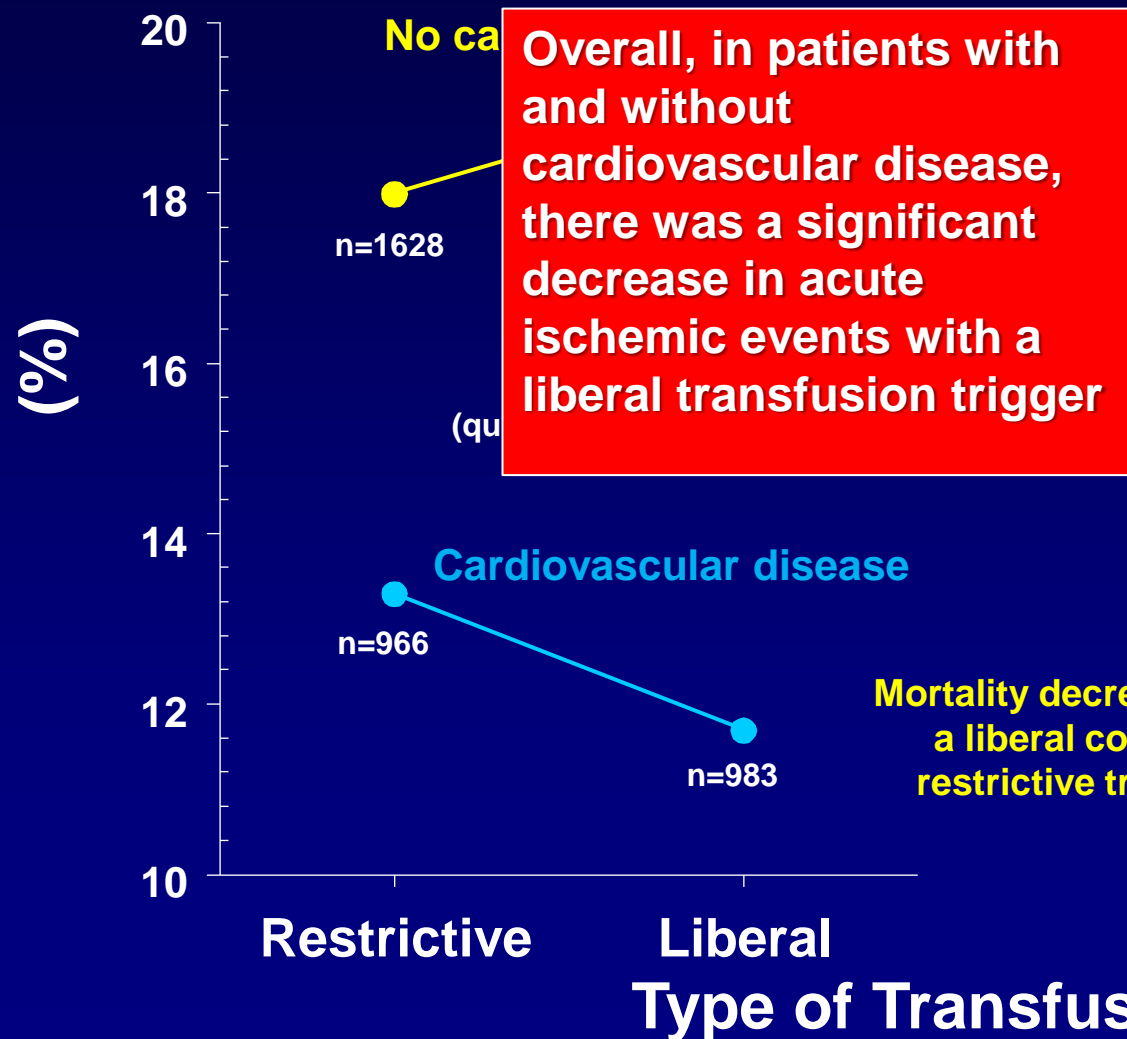 20
No ca
Overall, in patients with
and without
cardiovascular disease,
there was a significant
decrease in acute
ischemic events with a
liberal transfusion trigger
18
n=1628
(%)
16
(qu
14
Cardiovascular disease
n=966
12
Mortality decre
a liberal co
restrictive tr
n=983
10
Restrictive
Liberal
Type of Transfus